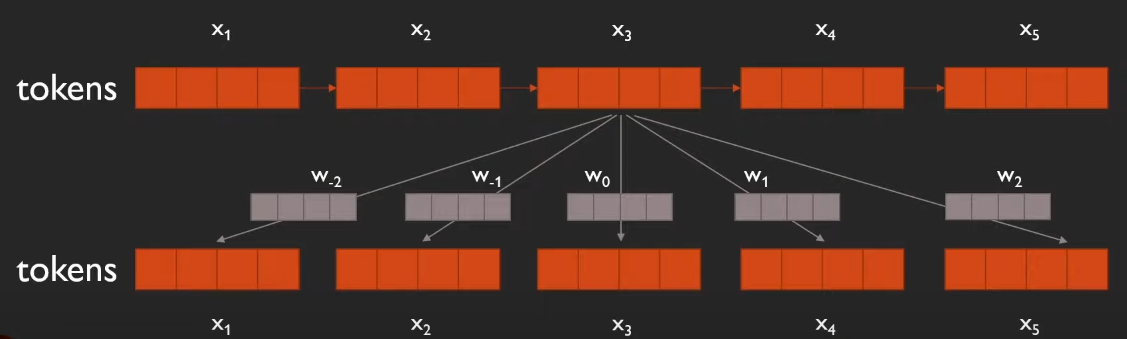 x₁ x₂ x₃ x₄ x₅
tokens
w₋₂ w₋₁ w₀ w₁ w₂
tokens
x₁ x₂ x₃ x₄ x₅